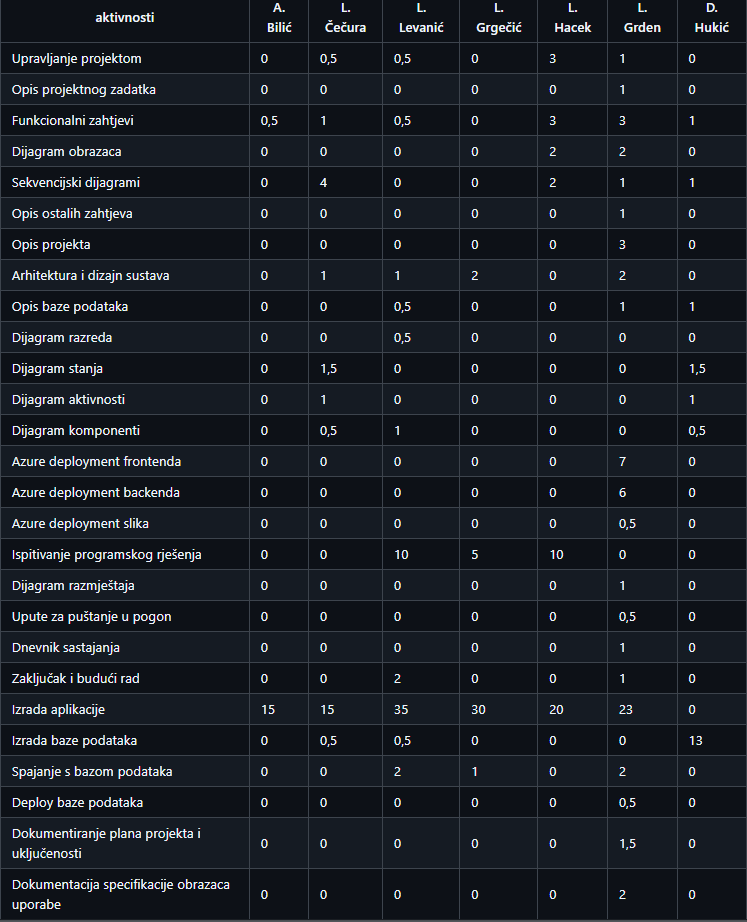 aktivnosti A. Bilić L. Čečura L. Levanić L. Grgečić L. Hacek L. Grden D. Hukić
Upravljanje projektom 0 0,5 0,5 0 3 1 0
Opis projektnog zadatka 0 0 0 0 0 1 0
Funkcionalni zahtjevi 0,5 1 0,5 0 3 3 1
Dijagram obrazaca 0 0 0 0 2 2 0
Sekvencijski dijagrami 0 4 0 0 2 1 1
Opis ostalih zahtjeva 0 0 0 0 0 1 0
Opis projekta 0 0 0 0 0 3 0
Arhitektura i dizajn sustava 0 1 1 2 0 2 0
Opis baze podataka 0 0 0,5 0 0 1 1
Dijagram razreda 0 0 0,5 0 0 0 0
Dijagram stanja 0 1,5 0 0 0 0 1,5
Dijagram aktivnosti 0 1 0 0 0 0 1
Dijagram komponenti 0 0,5 1 0 0 0 0,5
Azure deployment frontenda 0 0 0 0 0 7 0
Azure deployment backenda 0 0 0 0 0 6 0
Azure deployment slika 0 0 0 0 0 0,5 0
Ispitivanje programskog rješenja 0 0 10 5 10 0 0
Dijagram razmještaja 0 0 0 0 0 1 0
Upute za puštanje u pogon 0 0 0 0 0 0,5 0
Dnevnik sastajanja 0 0 0 0 0 1 0
Zaključak i budući rad 0 0 2 0 0 1 0
Izrada aplikacije 15 15 35 30 20 23 0
Izrada baze podataka 0 0,5 0,5 0 0 0 13
Spajanje s bazom podataka 0 0 2 1 0 2 0
Deploy baze podataka 0 0 0 0 0 0,5 0
Dokumentiranje plana projekta i
uključenosti 0 0 0 0 0 1,5 0
Dokumentacija specifikacije obrazaca
uporabe 0 0 0 0 0 2 0